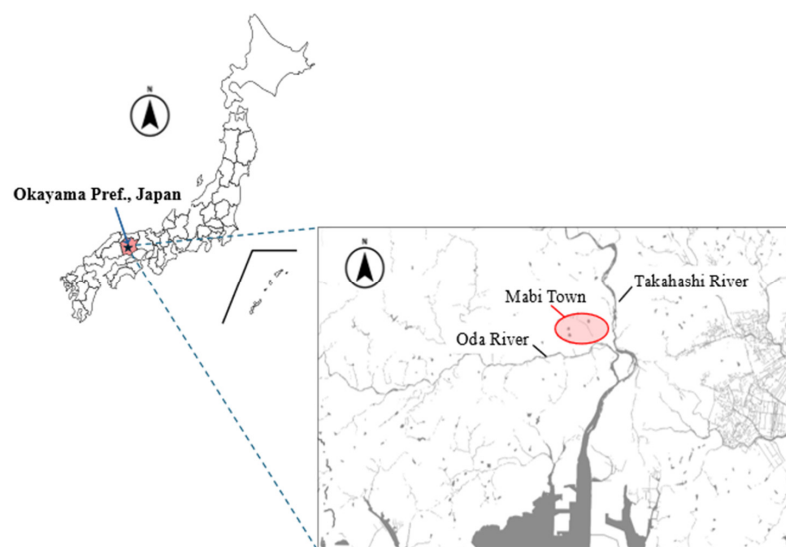 N
Okayama Pref., Japan
N
Takahashi River
Mabi Town
Oda River